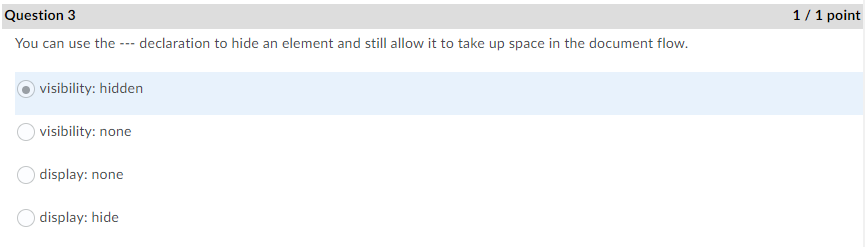 Question 3 1 / 1 point
You can use the --- declaration to hide an element and still allow it to take up space in the document flow.
visibility: hidden
visibility: none
display: none
display: hide